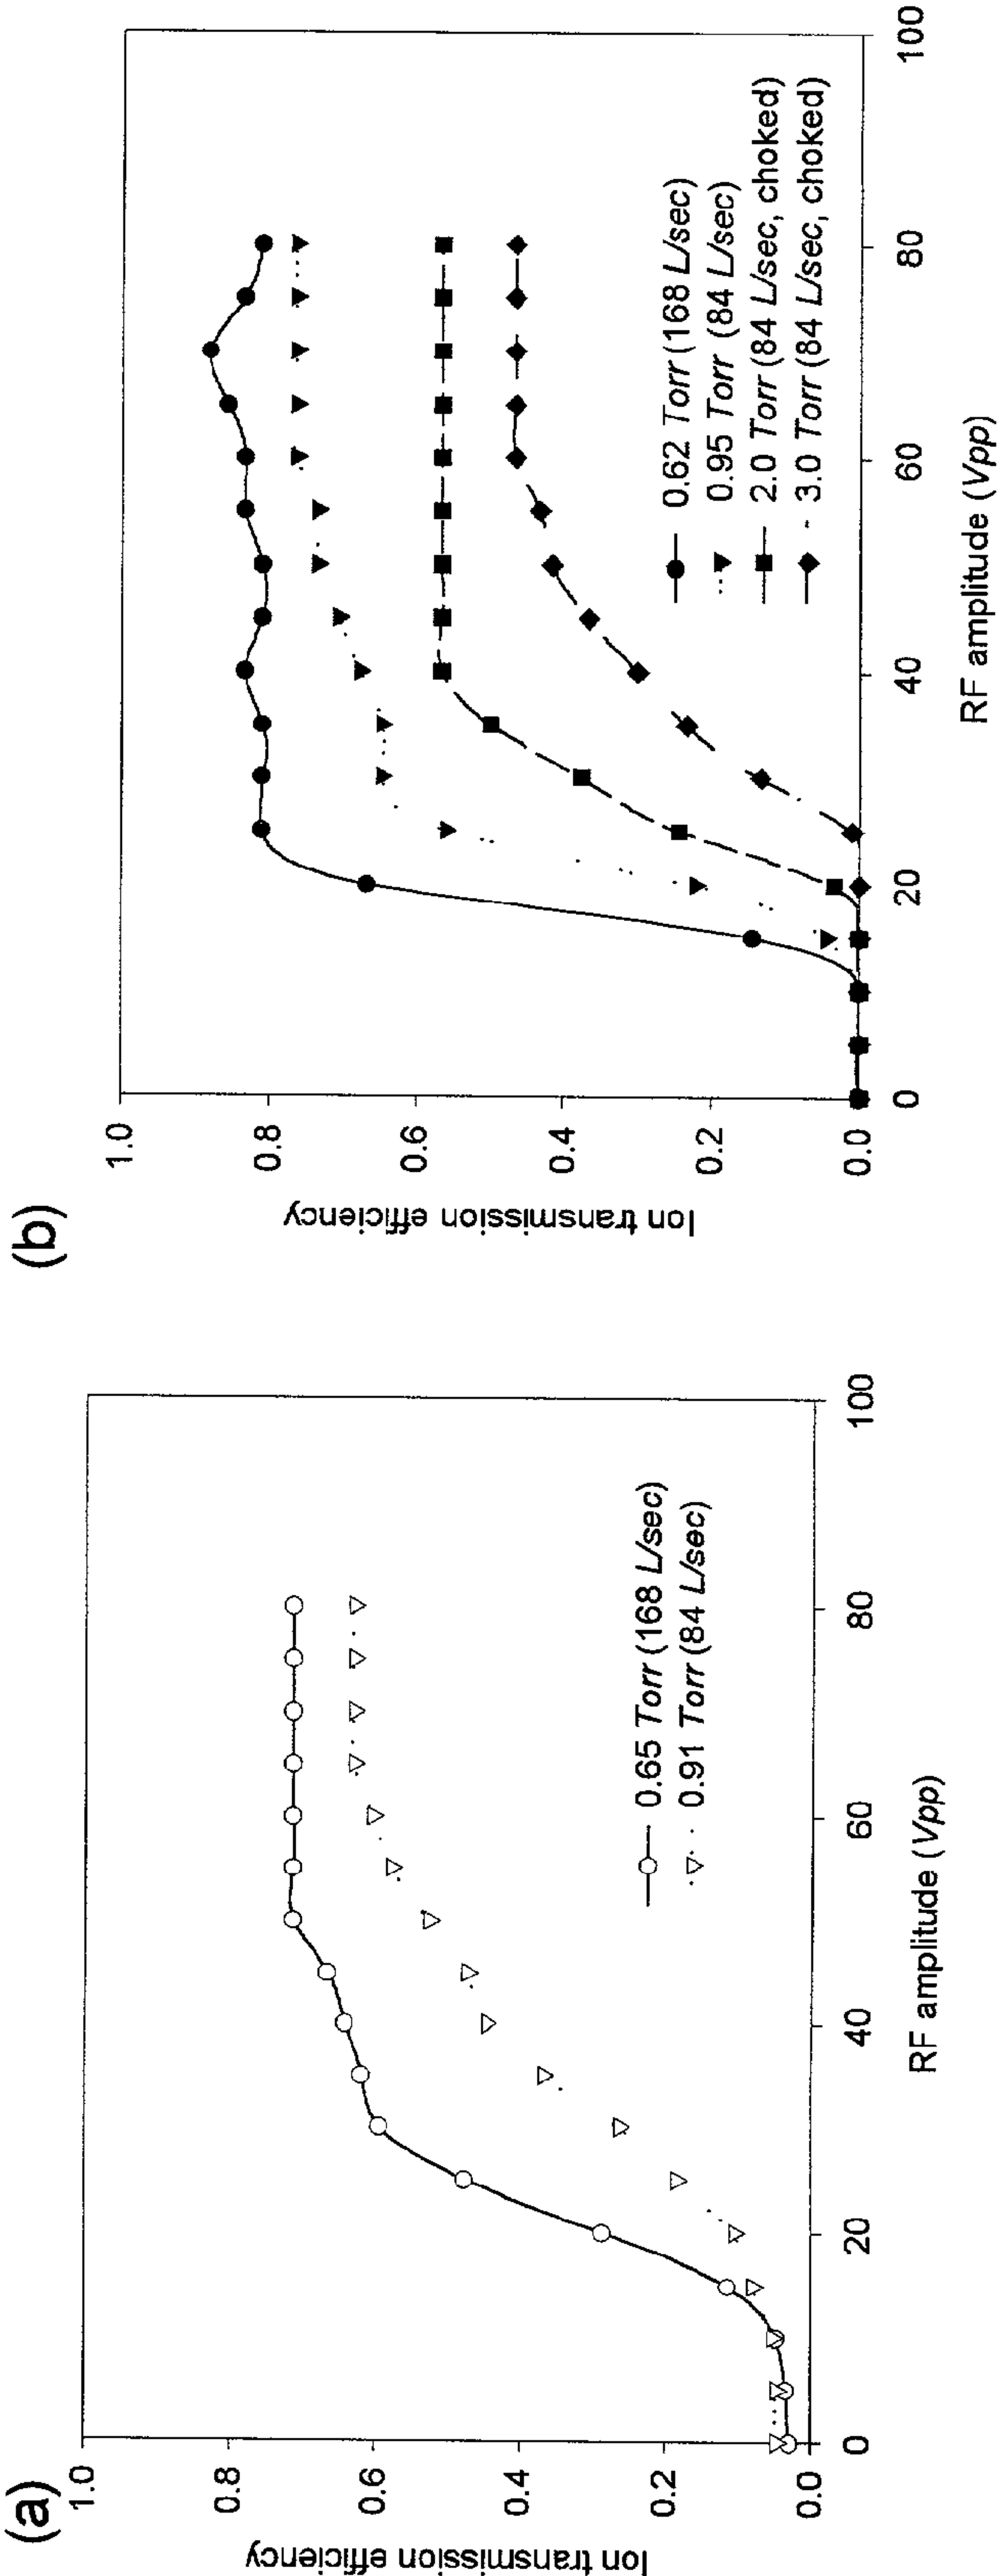 (a)
1.0
0.8
0.6
0.4
0.2
0.0
Ion transmission efficiency
0.65 Torr (168 L/sec)
0.91 Torr (84 L/sec)
0
20
40
60
80
100
RF amplitude (Vpp)
(b)
1.0
0.8
0.6
0.4
0.2
0.0
Ion transmission efficiency
0.62 Torr (168 L/sec)
0.95 Torr (84 L/sec)
2.0 Torr (84 L/sec, choked)
3.0 Torr (84 L/sec, choked)
0
20
40
60
80
100
RF amplitude (Vpp)